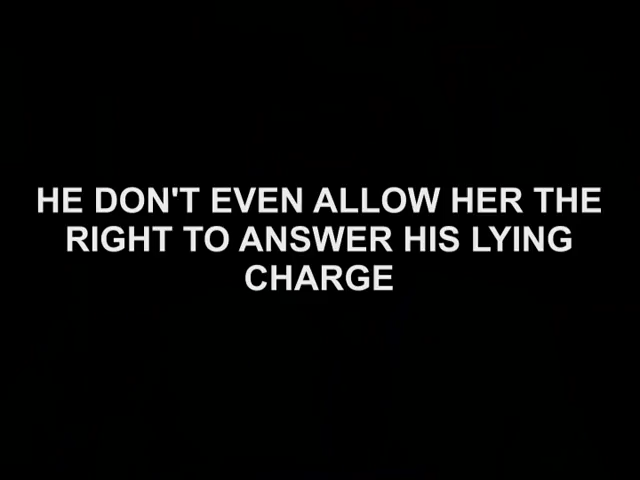 HE DON'T EVEN ALLOW HER THE
RIGHT TO ANSWER HIS LYING
CHARGE